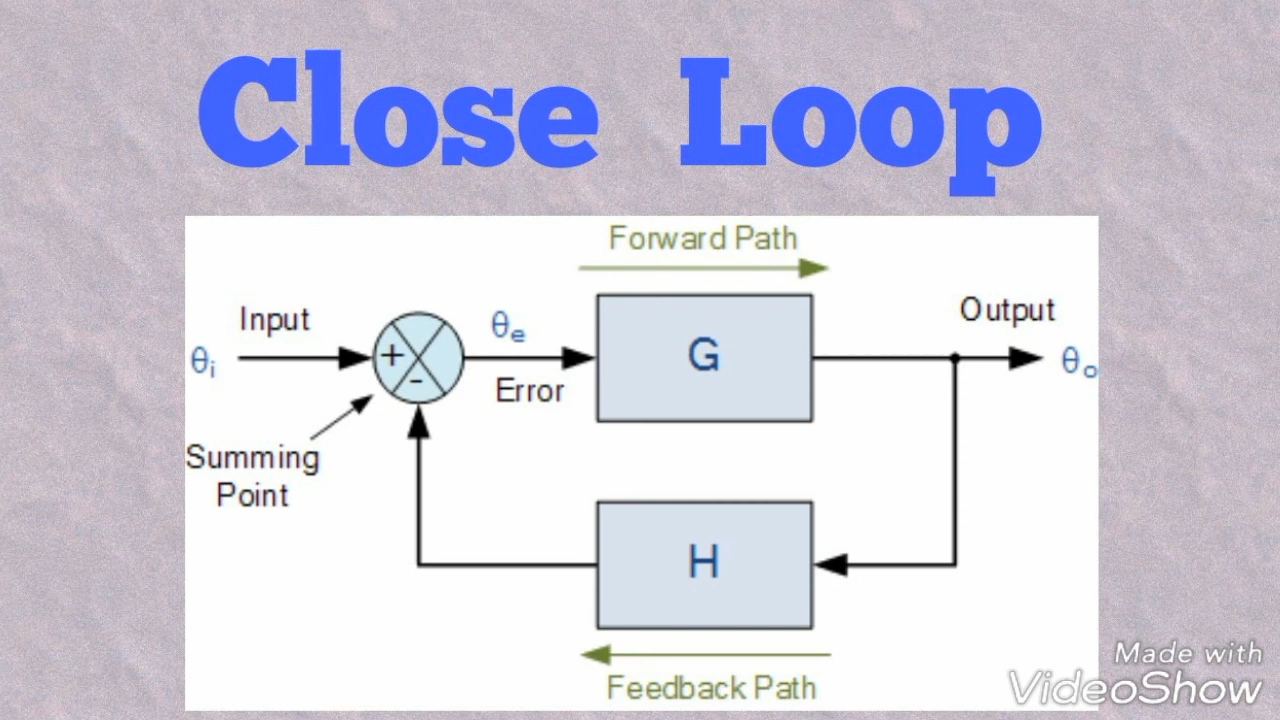 Close Loop
Forward Path
Input
Output
θi
+
-
θe
Error
G
θo
Summing
Point
H
Feedback Path
Made with
VideoShow